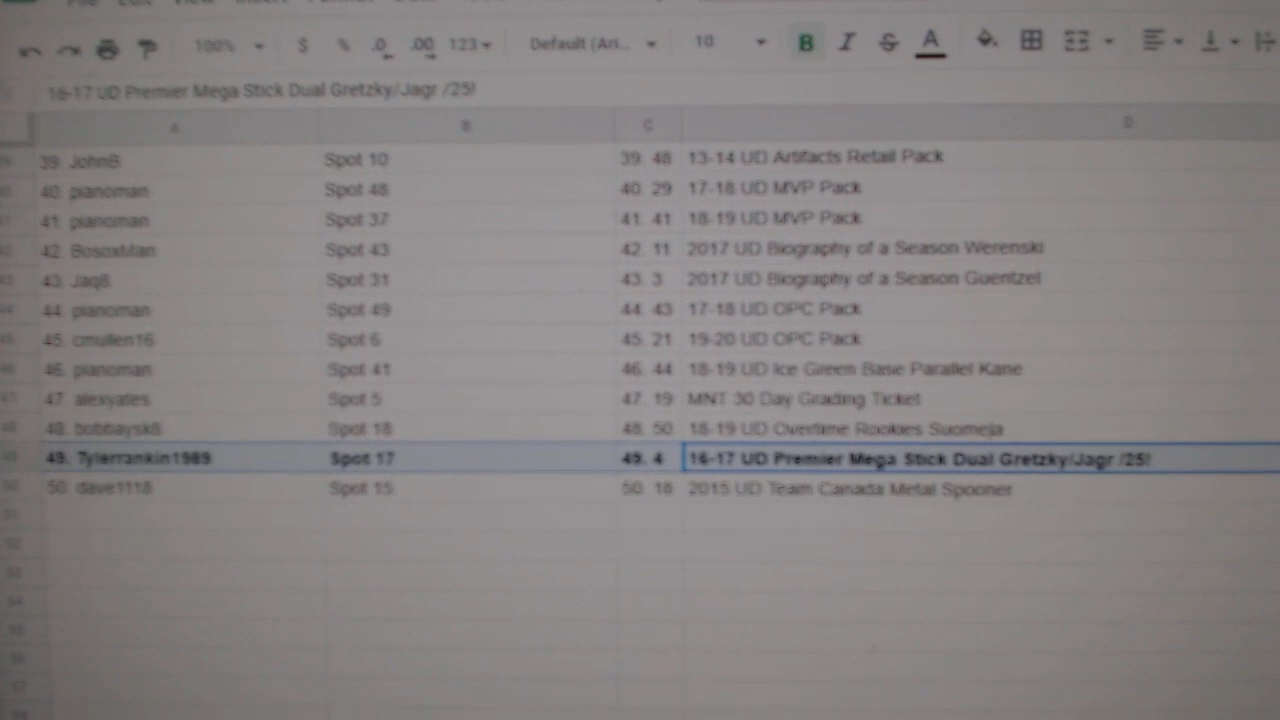 100% $ % .0 .00 123 Default (Ari... 10 B I S A
16-17 UD Premier Mega Stick Dual Gretzky/Jagr /25!
A B C D
39. JohnB Spot 10 39. 48 13-14 UD Artifacts Retail Pack
40. pianoman Spot 48 40. 29 17-18 UD MVP Pack
41. pianoman Spot 37 41. 41 18-19 UD MVP Pack
42. BosoxMan Spot 43 42. 11 2017 UD Biography of a Season Werenski
43. Jaq8 Spot 31 43. 3 2017 UD Biography of a Season Guentzel
44. pianoman Spot 49 44. 43 17-18 UD OPC Pack
45. cmullen16 Spot 6 45. 21 19-20 UD OPC Pack
46. pianoman Spot 41 46. 44 18-19 UD Ice Green Base Parallel Kane
47. alexyates Spot 5 47. 19 MNT 30 Day Grading Ticket
48. bobbaysk8 Spot 18 48. 50 18-19 UD Overtime Rookies Suomela
49. Tylerrankin1989 Spot 17 49. 4 16-17 UD Premier Mega Stick Dual Gretzky/Jagr /25!
50. dave1118 Spot 15 50. 18 2015 UD Team Canada Metal Spooner